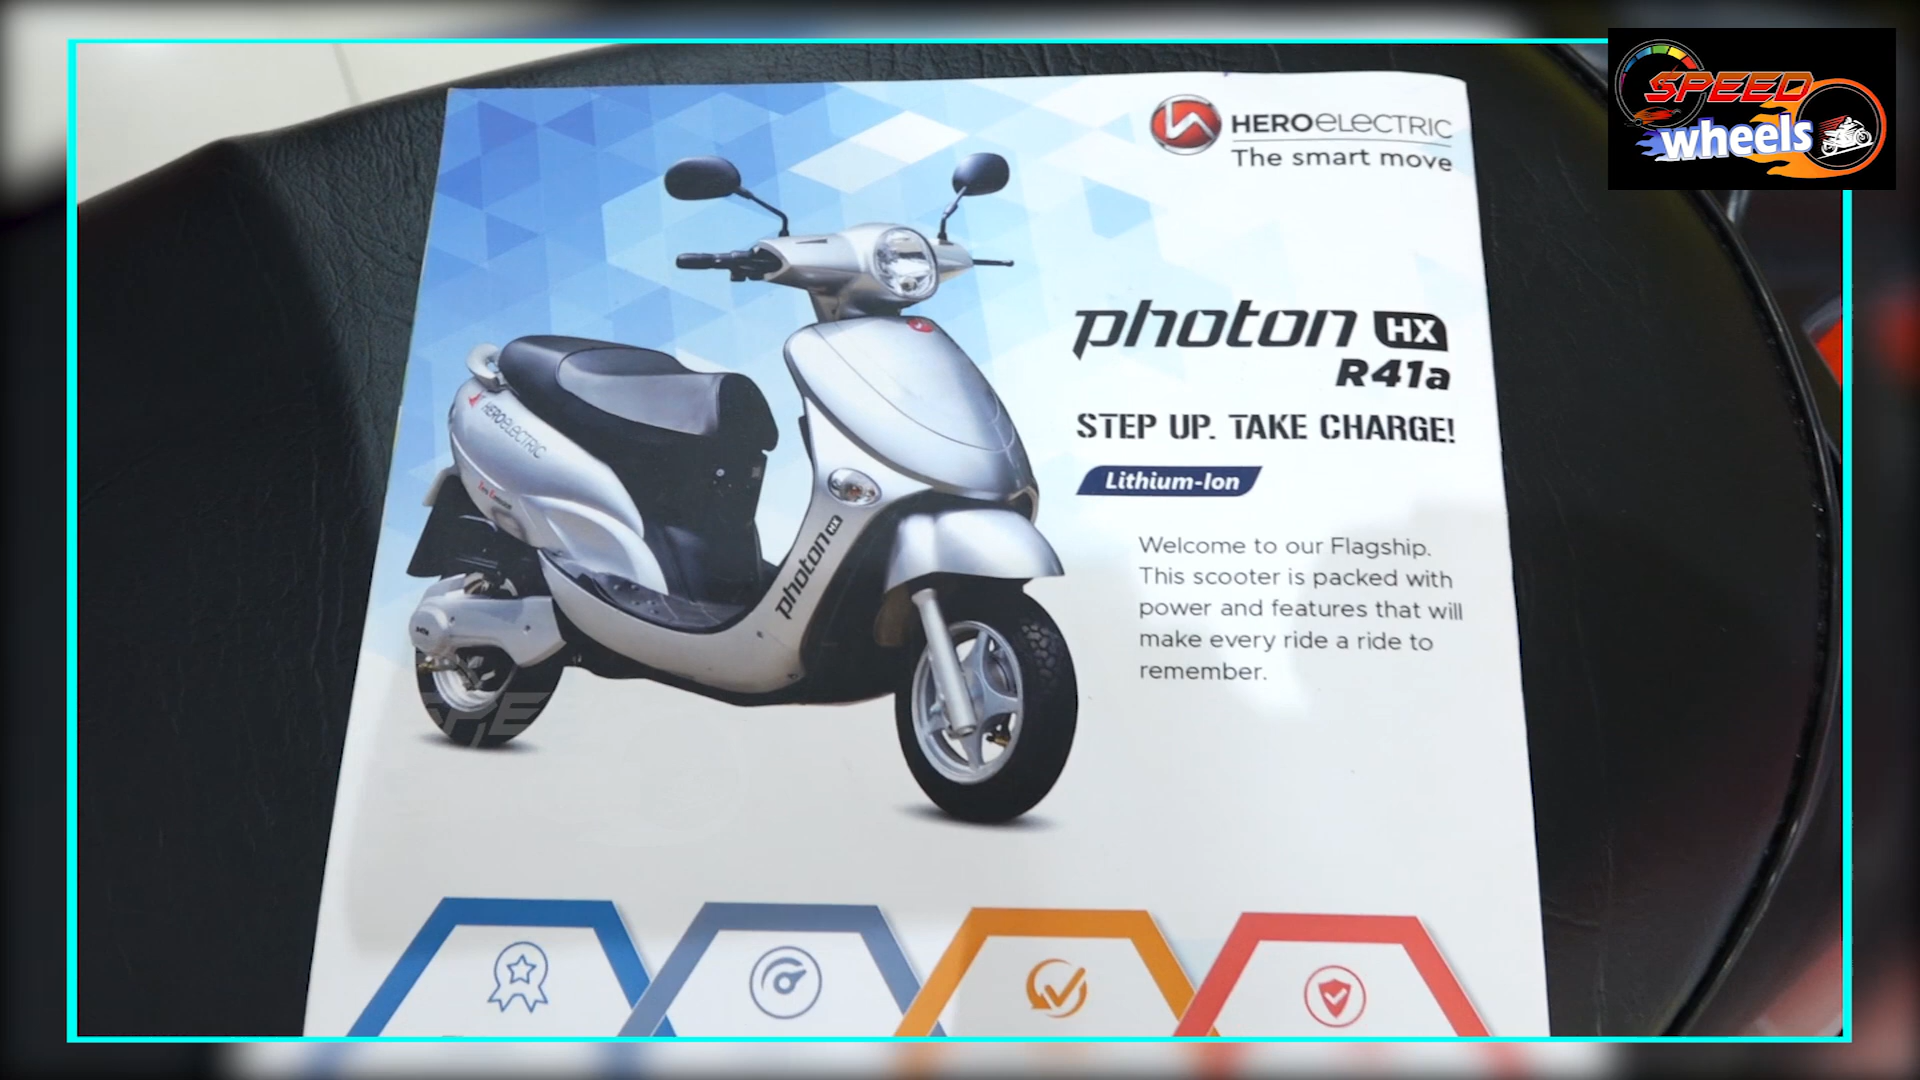 SPEED
wheels
HEROELECTRIC
The smart move
photon HX
R41a
STEP UP. TAKE CHARGE!
Lithium-Ion
Welcome to our Flagship.
This scooter is packed with
power and features that will
make every ride a ride to
remember.
HEROELECTRIC
photon HX